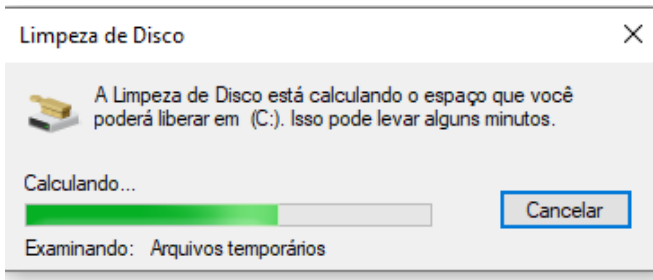 Limpeza de Disco
A Limpeza de Disco está calculando o espaço que você
poderá liberar em (C:). Isso pode levar alguns minutos.
Calculando...
Cancelar
Examinando: Arquivos temporários